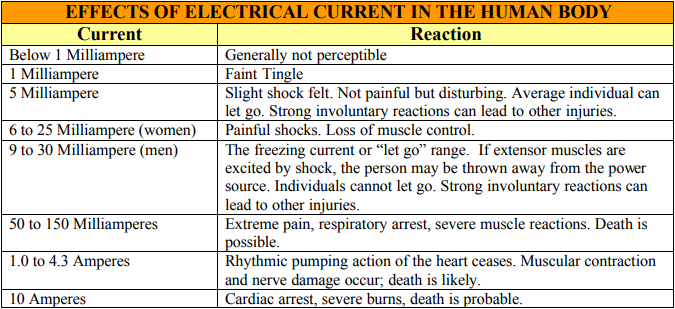 EFFECTS OF ELECTRICAL CURRENT IN THE HUMAN BODY
Current Reaction
Below 1 Milliampere Generally not perceptible
1 Milliampere Faint Tingle
5 Milliampere Slight shock felt. Not painful but disturbing. Average individual can
let go. Strong involuntary reactions can lead to other injuries.
6 to 25 Milliampere (women) Painful shocks. Loss of muscle control.
9 to 30 Milliampere (men) The freezing current or “let go” range. If extensor muscles are
excited by shock, the person may be thrown away from the power
source. Individuals cannot let go. Strong involuntary reactions can
lead to other injuries.
50 to 150 Milliamperes Extreme pain, respiratory arrest, severe muscle reactions. Death is
possible.
1.0 to 4.3 Amperes Rhythmic pumping action of the heart ceases. Muscular contraction
and nerve damage occur; death is likely.
10 Amperes Cardiac arrest, severe burns, death is probable.